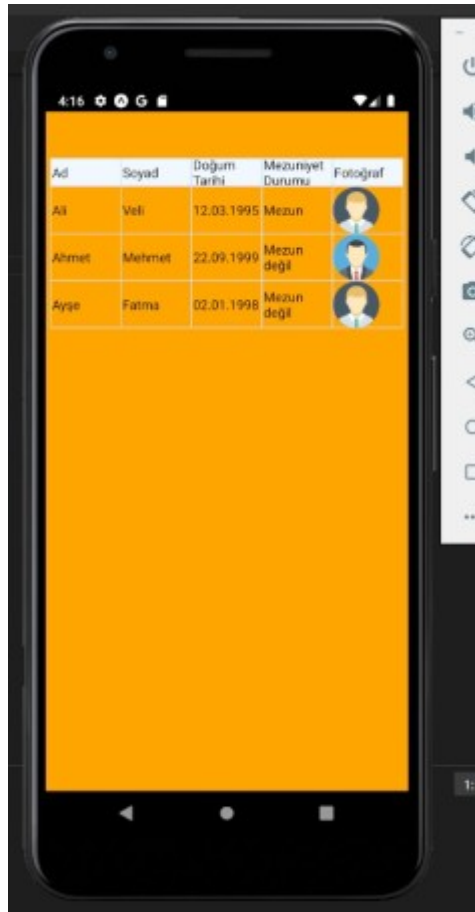 4:16 G
Ad Soyad Doğum Tarihi Mezuniyet Durumu Fotoğraf
Ali Veli 12.03.1995 Mezun
Ahmet Mehmet 22.09.1999 Mezun değil
Ayşe Fatma 02.01.1998 Mezun değil
1: